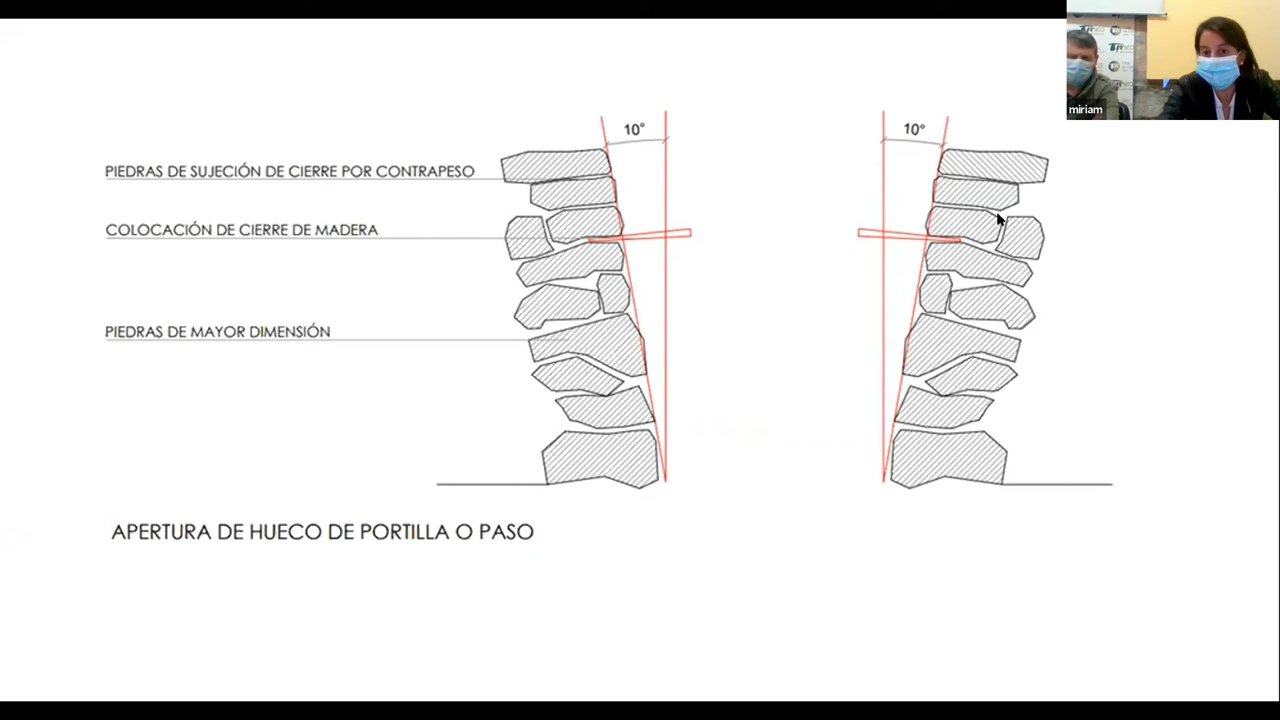 miriam
10°
10°
PIEDRAS DE SUJECIÓN DE CIERRE POR CONTRAPESO
COLOCACIÓN DE CIERRE DE MADERA
PIEDRAS DE MAYOR DIMENSIÓN
APERTURA DE HUECO DE PORTILLA O PASO